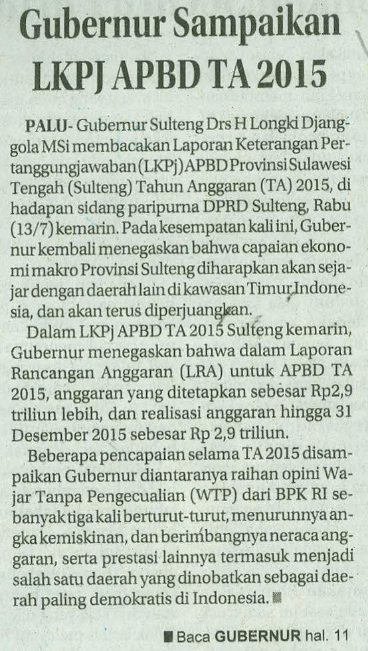 Gubernur Sampaikan
LKPJ APBD TA 2015
PALU- Gubernur Sulteng Drs H Longki Djang-
gola MSi membacakan Laporan Keterangan Per-
tanggungjawaban (LKPj) APBD Provinsi Sulawesi
Tengah (Sulteng) Tahun Anggaran (TA) 2015, di
hadapan sidang paripurna DPRD Sulteng, Rabu
(13/7) kemarin. Pada kesempatan kali ini, Guber-
nur kembali menegaskan bahwa capaian ekono-
mi makro Provinsi Sulteng diharapkan akan seja-
jar dengan daerah lain di kawasan Timur Indone-
sia, dan akan terus diperjuangkan.
Dalam LKPj APBD TA 2015 Sulteng kemarin,
Gubernur menegaskan bahwa dalam Laporan
Rancangan Anggaran (LRA) untuk APBD TA
2015, anggaran yang ditetapkan sebesar Rp2,9
triliun lebih, dan realisasi anggaran hingga 31
Desember 2015 sebesar Rp 2,9 triliun.
Beberapa pencapaian selama TA 2015 disam-
paikan Gubernur diantaranya raihan opini Wa-
jar Tanpa Pengecualian (WTP) dari BPK RI se-
banyak tiga kali berturut-turut, menurunnya an-
gka kemiskinan, dan berimbangnya neraca ang-
garan, serta prestasi lainnya termasuk menjadi
salah satu daerah yang dinobatkan sebagai dae-
rah paling demokratis di Indonesia.
Baca GUBERNUR hal. 11